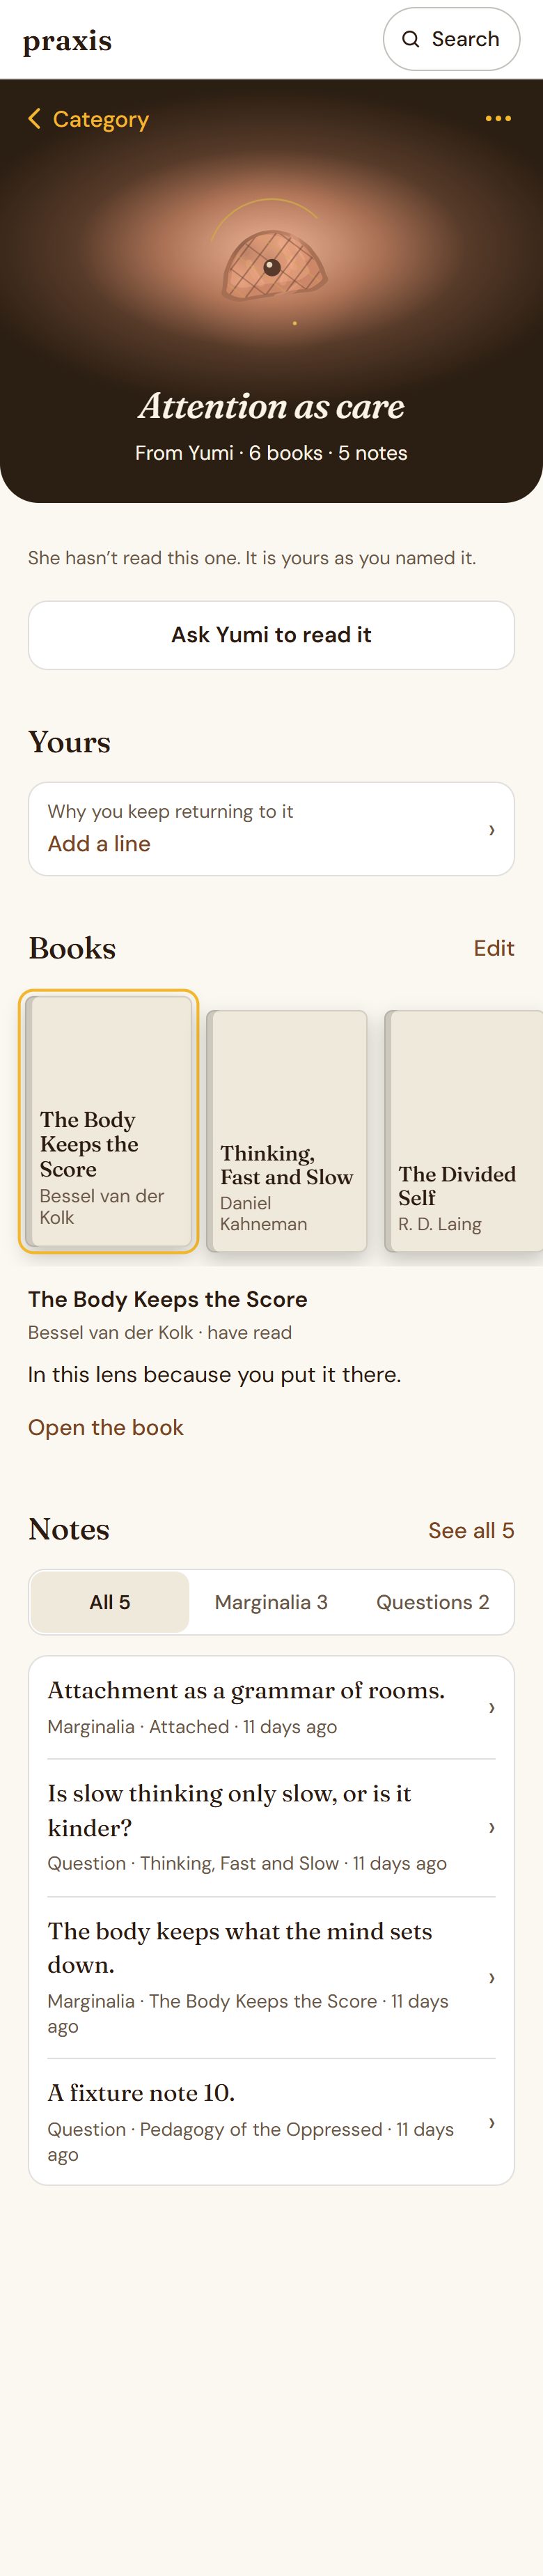 praxis
Search
Category
Attention as care
From Yumi · 6 books · 5 notes
She hasn’t read this one. It is yours as you named it.
Ask Yumi to read it
Yours
Why you keep returning to it
Add a line
Books
Edit
The Body
Keeps the
Score
Bessel van der
Kolk
Thinking,
Fast and Slow
Daniel
Kahneman
The Divided
Self
R. D. Laing
The Body Keeps the Score
Bessel van der Kolk · have read
In this lens because you put it there.
Open the book
Notes
See all 5
All 5
Marginalia 3
Questions 2
Attachment as a grammar of rooms.
Marginalia · Attached · 11 days ago
Is slow thinking only slow, or is it
kinder?
Question · Thinking, Fast and Slow · 11 days ago
The body keeps what the mind sets
down.
Marginalia · The Body Keeps the Score · 11 days
ago
A fixture note 10.
Question · Pedagogy of the Oppressed · 11 days
ago